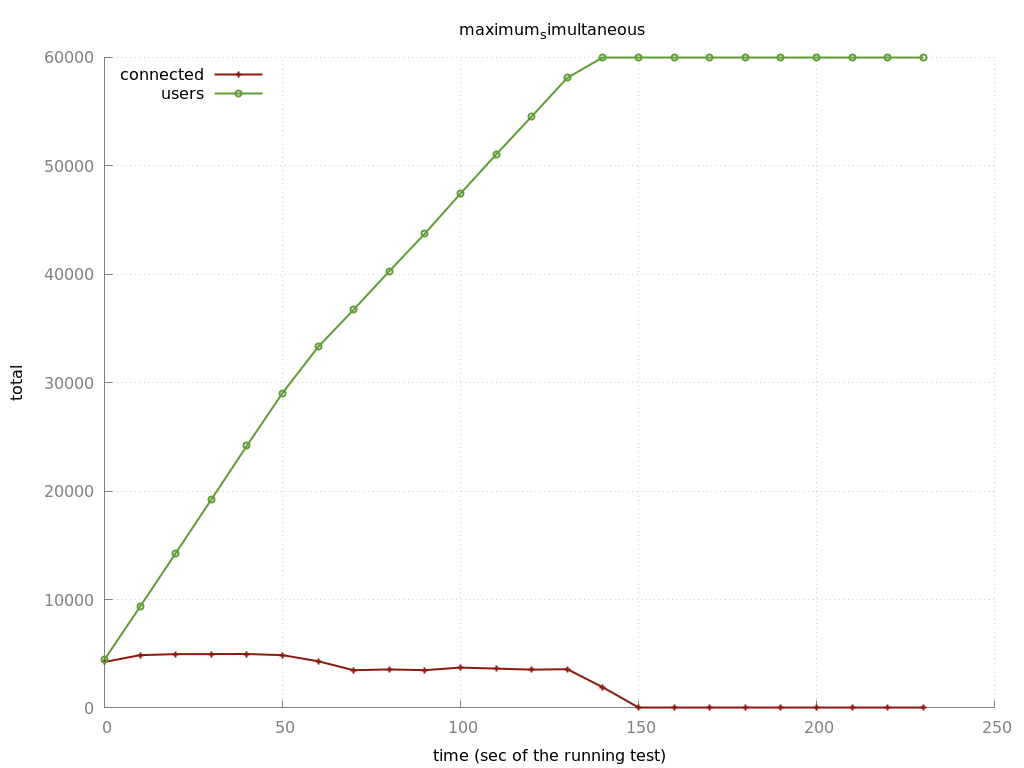 maximum_simultaneous
connected
users
60000
50000
40000
30000
20000
10000
0
total
0 50 100 150 200 250
time (sec of the running test)